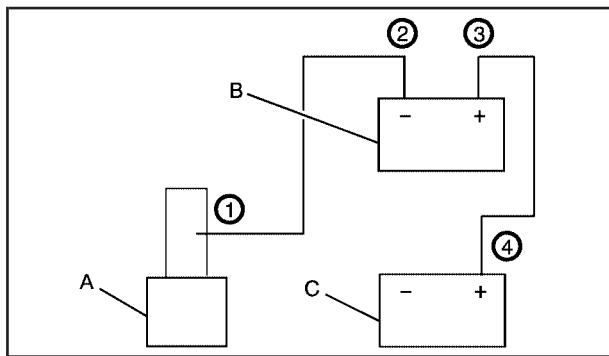 ② ③
B
− +
①
④
A
C
− +